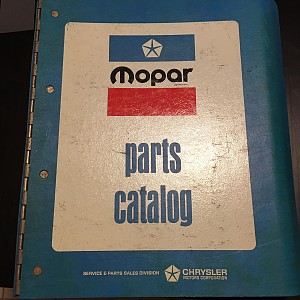 Mopar
parts
catalog
SERVICE & PARTS SALES DIVISION
CHRYSLER
MOTORS CORPORATION